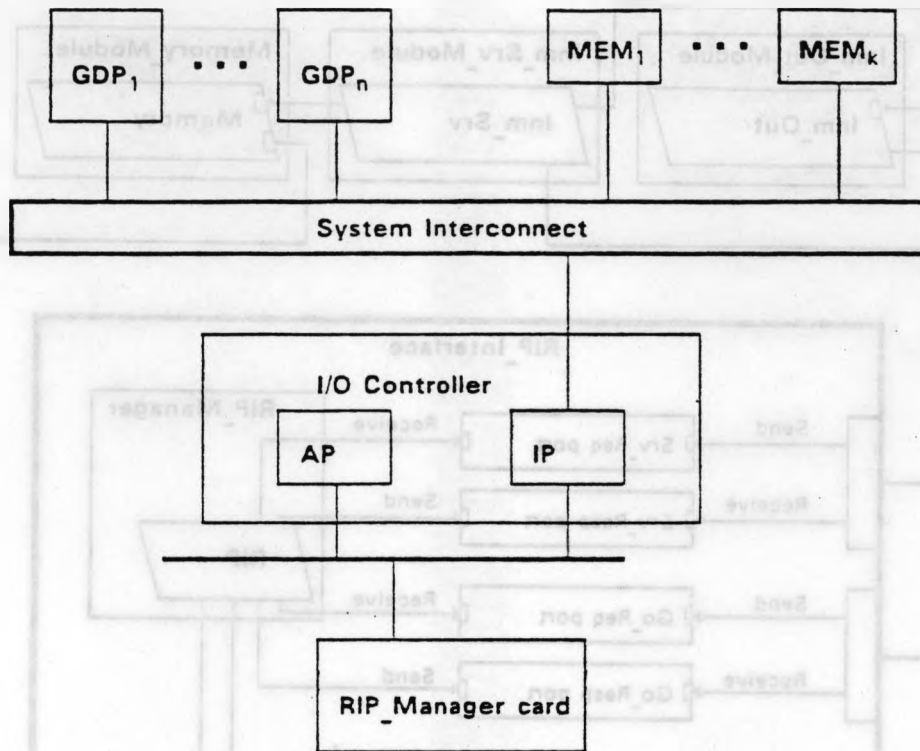 GDP₁ ... GDPₙ MEM₁ ... MEMₖ
System Interconnect
I/O Controller
AP IP
RIP_Manager card